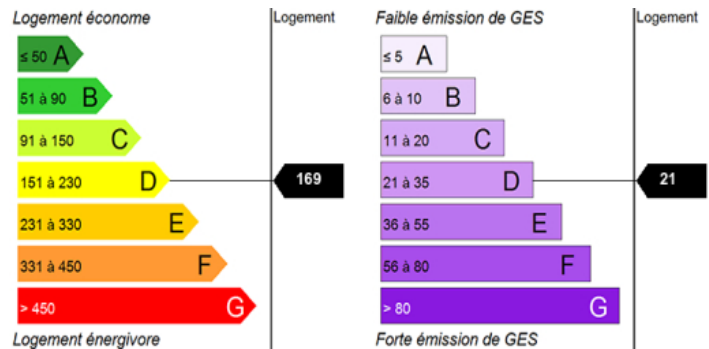 Logement économe
Logement
≤ 50 A
51 à 90 B
91 à 150 C
151 à 230 D
169
231 à 330 E
331 à 450 F
> 450 G
Logement énergivore
Faible émission de GES
Logement
≤ 5 A
6 à 10 B
11 à 20 C
21 à 35 D
21
36 à 55 E
56 à 80 F
> 80 G
Forte émission de GES